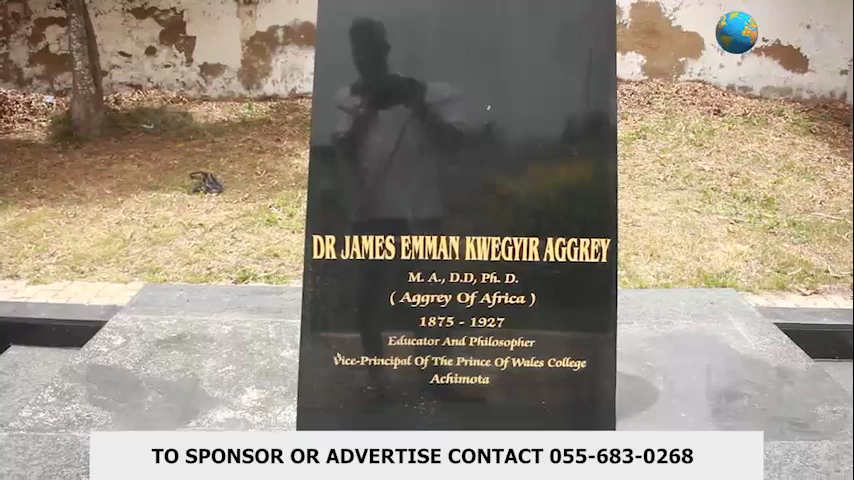 DR JAMES EMMAN KWEGYIR AGGREY
M. A., D.D, Ph. D.
( Aggrey Of Africa )
1875 - 1927
Educator And Philosopher
Vice-Principal Of The Prince Of Wales College
Achimota
TO SPONSOR OR ADVERTISE CONTACT 055-683-0268